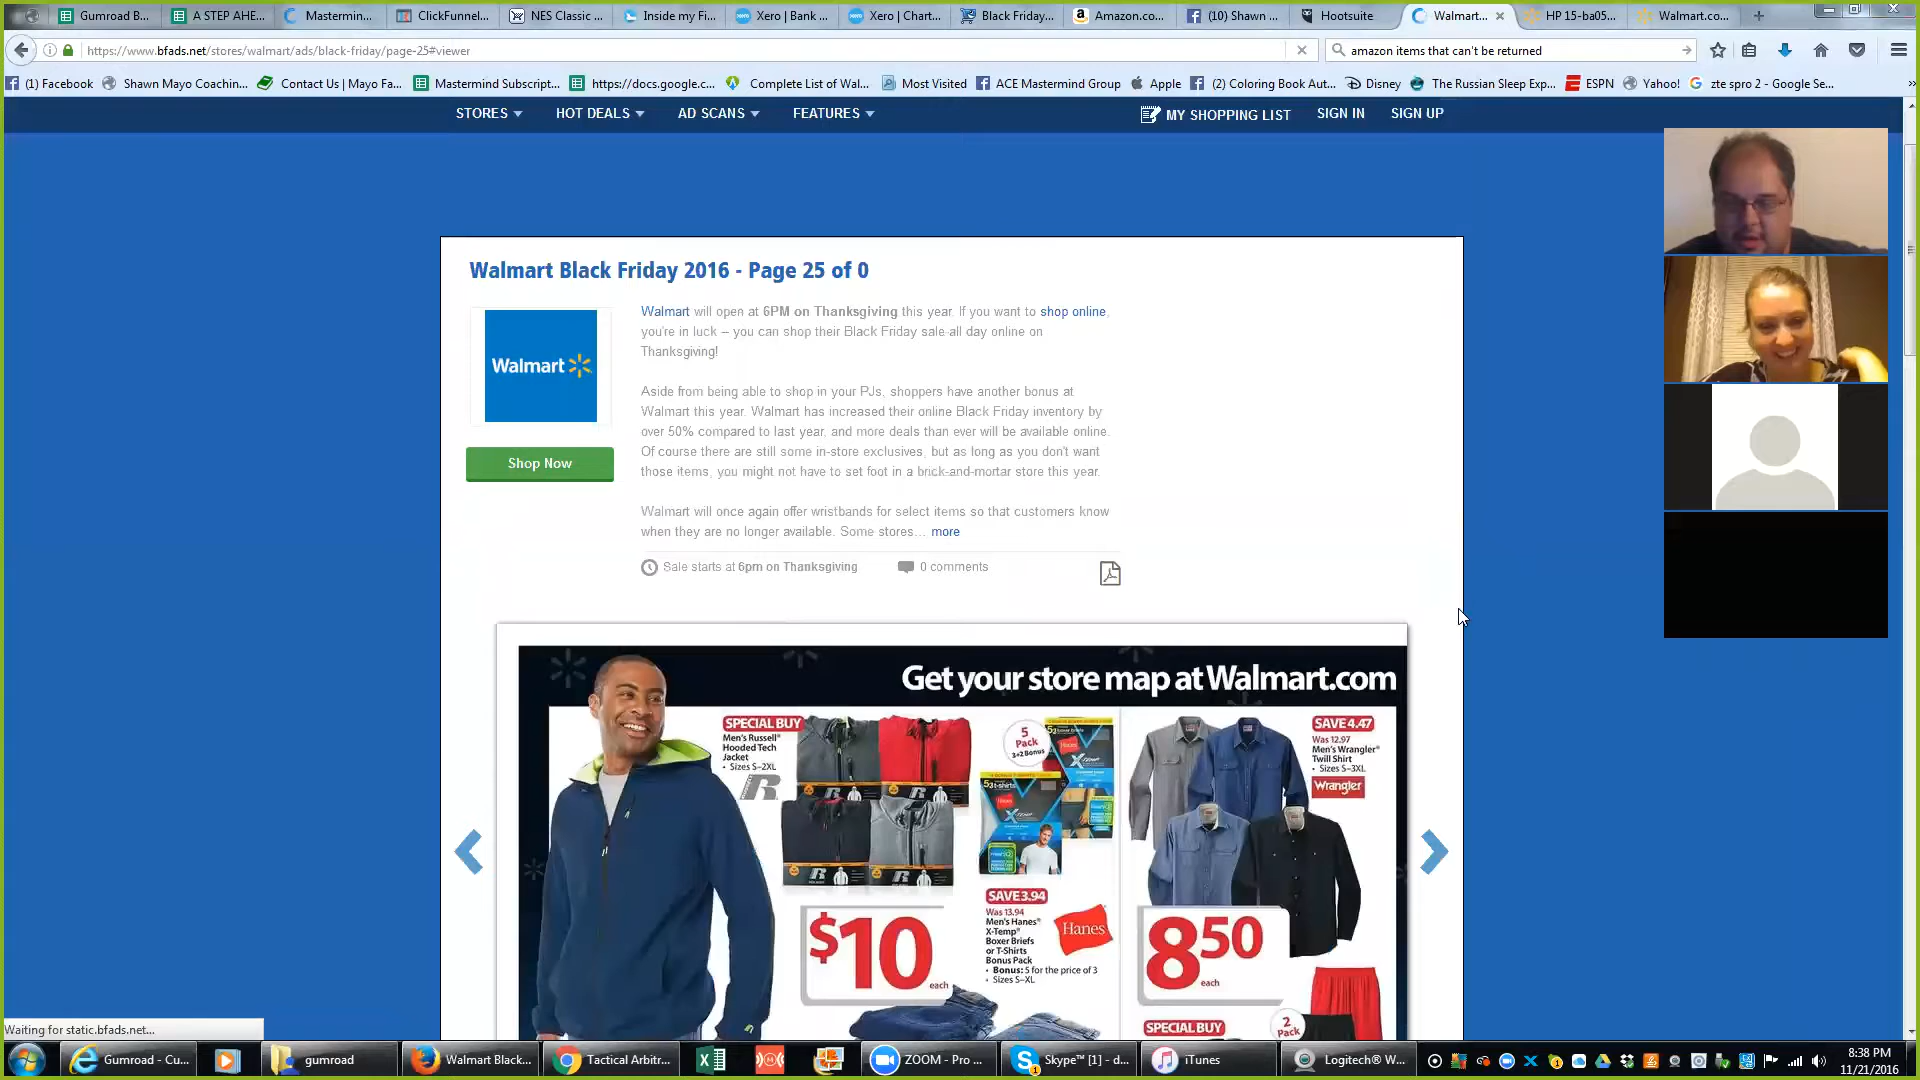 Gumroad B...
A STEP AHE...
Mastermin...
ClickFunnel...
NES Classic ...
Inside my Fi...
Xero | Bank ...
Xero | Chart...
Black Friday...
Amazon.co...
(10) Shawn ...
Hootsuite
Walmart...
HP 15-ba05...
Walmart.co...
https://www.bfads.net/stores/walmart/ads/black-friday/page-25#viewer
amazon items that can't be returned
(1) Facebook
Shawn Mayo Coachin...
Contact Us | Mayo Fa...
Mastermind Subscript...
https://docs.google.c...
Complete List of Wal...
Most Visited
ACE Mastermind Group
Apple
(2) Coloring Book Aut...
Disney
The Russian Sleep Exp...
ESPN
Yahoo!
zte spro 2 - Google Se...
STORES
HOT DEALS
AD SCANS
FEATURES
MY SHOPPING LIST
SIGN IN
SIGN UP
Walmart Black Friday 2016 - Page 25 of 0
Walmart
Shop Now
Walmart will open at 6PM on Thanksgiving this year. If you want to shop online,
you're in luck – you can shop their Black Friday sale all day online on
Thanksgiving!
Aside from being able to shop in your PJs, shoppers have another bonus at
Walmart this year. Walmart has increased their online Black Friday inventory by
over 50% compared to last year, and more deals than ever will be available online.
Of course there are still some in-store exclusives, but as long as you don't want
those items, you might not have to set foot in a brick-and-mortar store this year.
Walmart will once again offer wristbands for select items so that customers know
when they are no longer available. Some stores... more
Sale starts at 6pm on Thanksgiving
0 comments
Get your store map at Walmart.com
SPECIAL BUY
Men's Russell®
Hooded Tech
Jacket
• Sizes S–2XL
$10
each
5
Pack
3+2 Bonus
Hanes
X-TEMP
SAVE 3.94
Was 13.94
Men's Hanes®
X-Temp®
Boxer Briefs
or T-Shirts
Bonus Pack
• Bonus: 5 for the price of 3
• Sizes S–XL
Hanes
SAVE 4.47
Was 12.97
Men's Wrangler®
Twill Shirt
• Sizes S–3XL
Wrangler
8.50
each
SPECIAL BUY
2
Pack
Waiting for static.bfads.net...
Gumroad - Cu...
gumroad
Walmart Black...
Tactical Arbitr...
ZOOM - Pro ...
Skype™ [1] - d...
iTunes
Logitech® W...
8:38 PM
11/21/2016